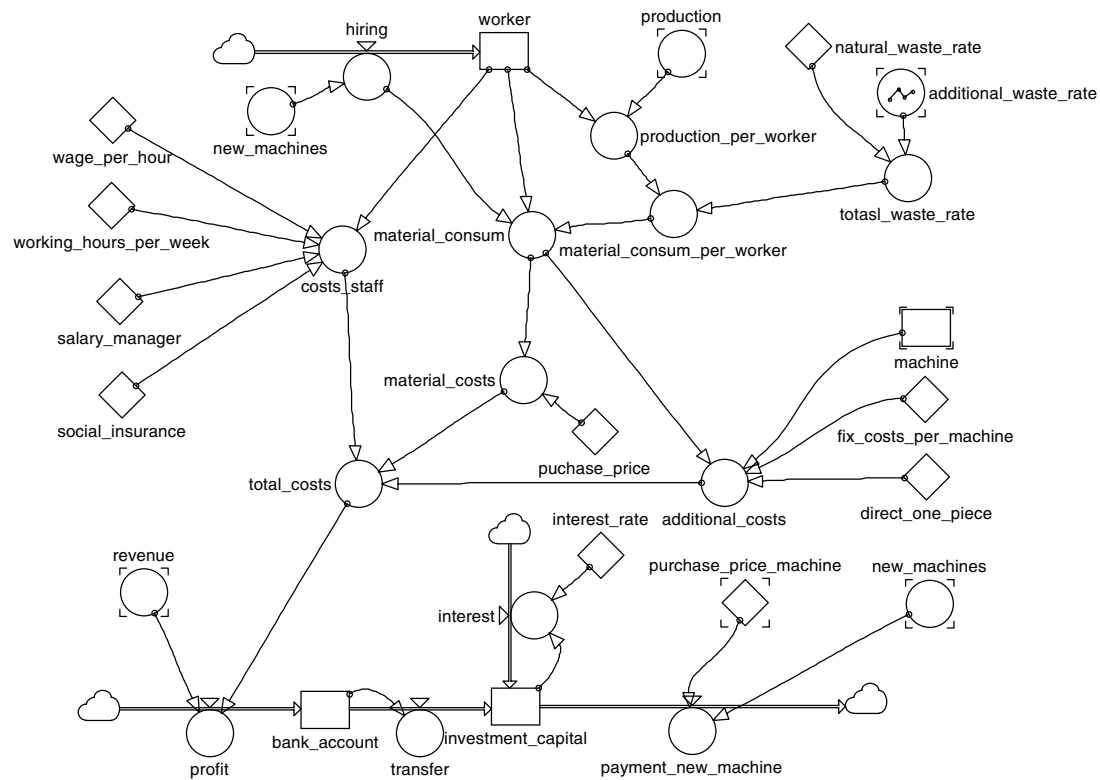 worker
production
hiring
natural_waste_rate
additional_waste_rate
new_machines
production_per_worker
wage_per_hour
totasl_waste_rate
working_hours_per_week
material_consum
material_consum_per_worker
costs_staff
salary_manager
machine
material_costs
social_insurance
fix_costs_per_machine
puchase_price
total_costs
additional_costs
direct_one_piece
interest_rate
revenue
purchase_price_machine
new_machines
interest
bank_account
investment_capital
profit
transfer
payment_new_machine